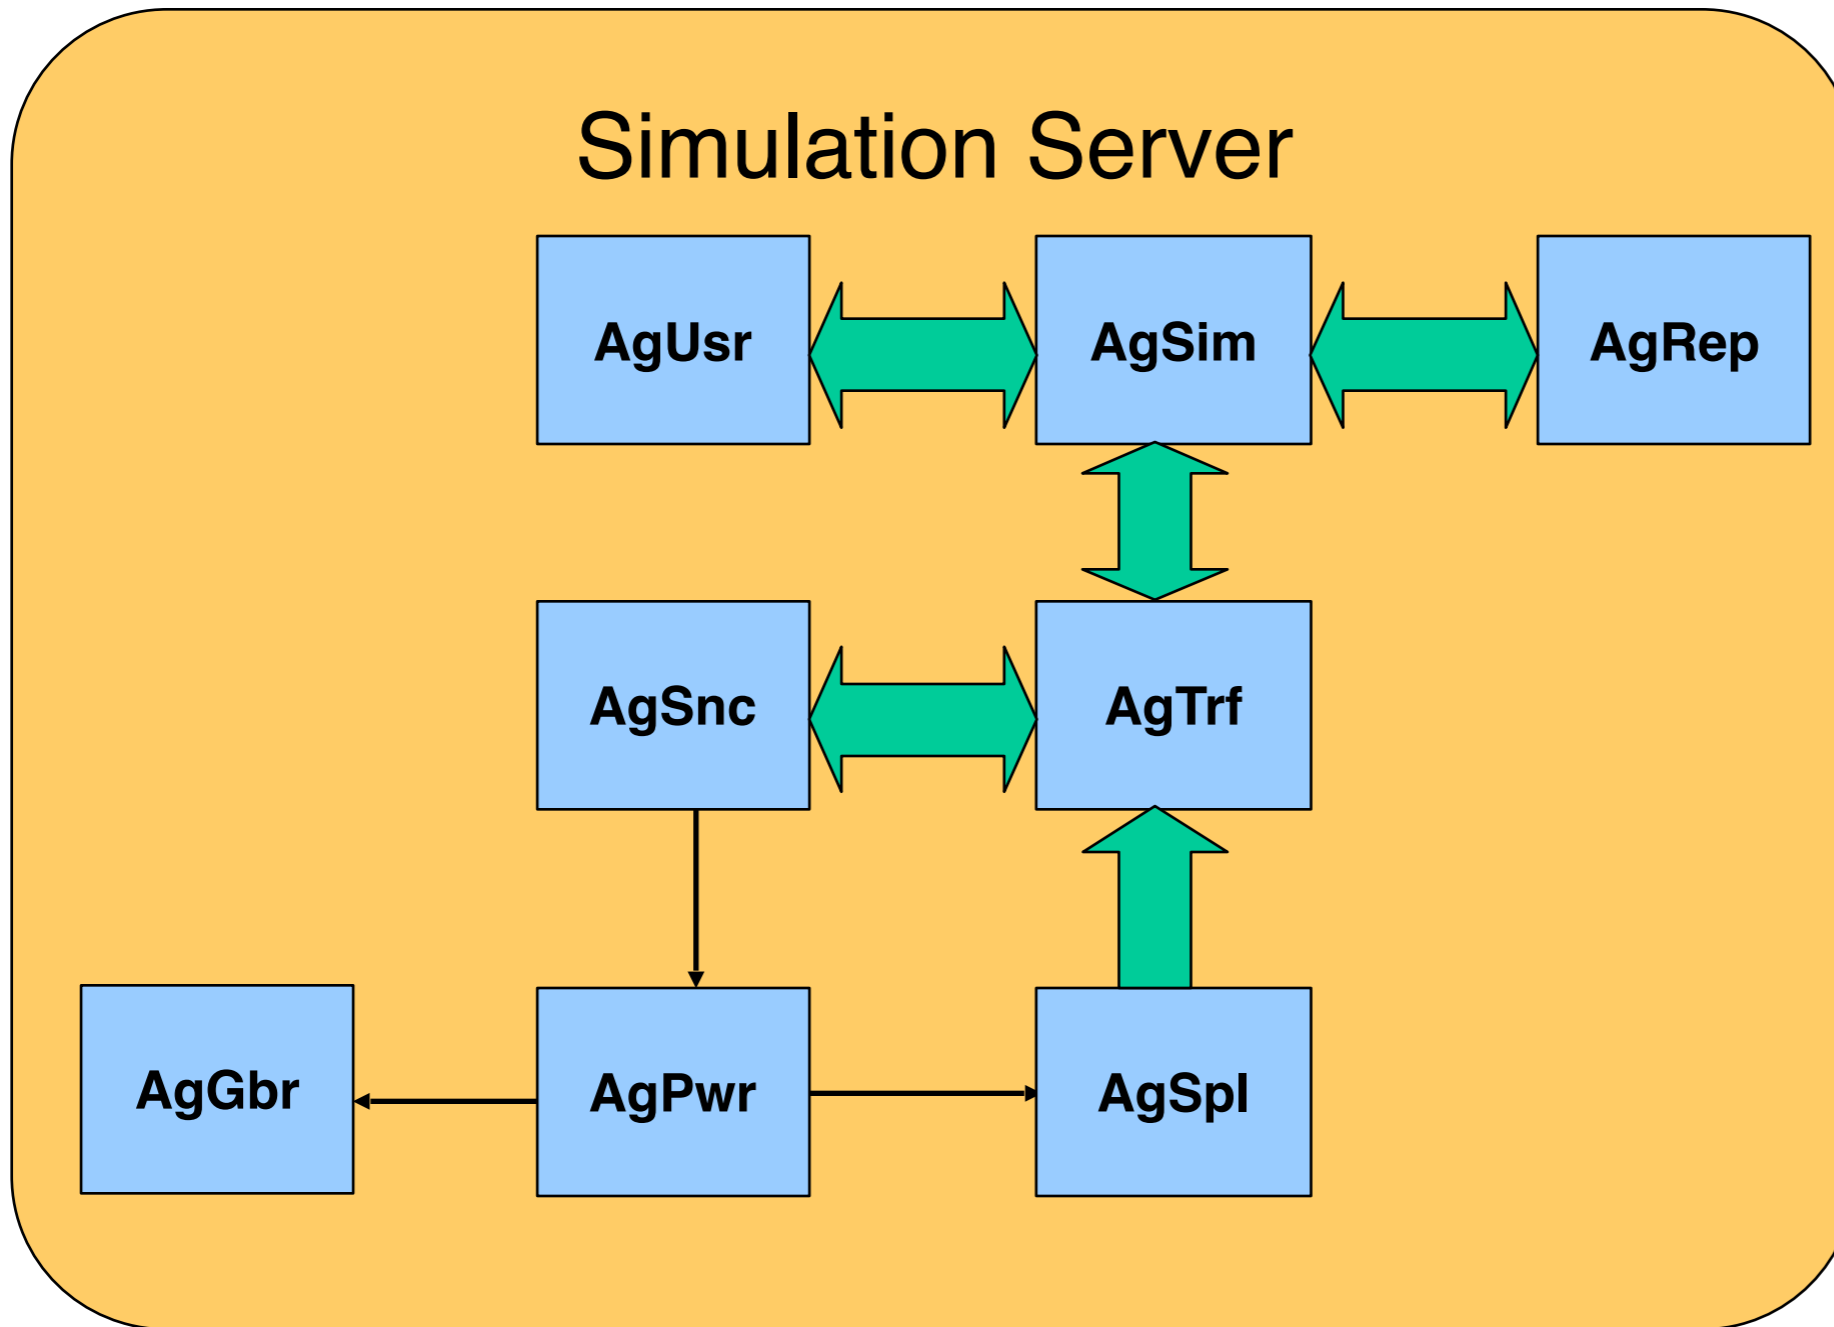 Simulation Server
AgUsr
AgSim
AgRep
AgSnc
AgTrf
AgGbr
AgPwr
AgSpl